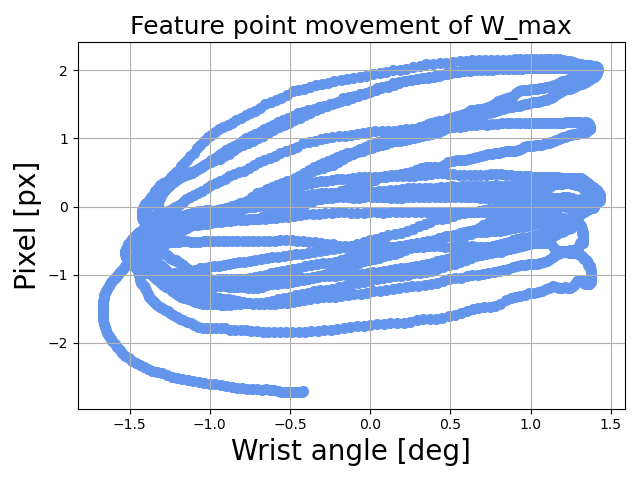 Feature point movement of W_max
Pixel [px]
2
1
0
−1
−2
−1.5 −1.0 −0.5 0.0 0.5 1.0 1.5
Wrist angle [deg]